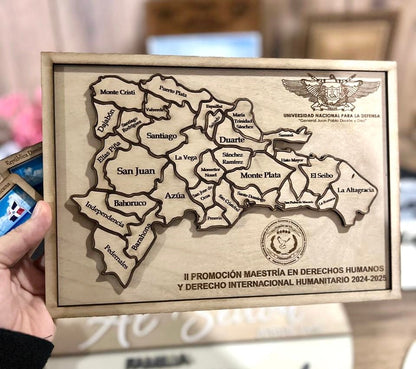 UNIVERSIDAD NACIONAL PARA LA DEFENSA
"General Juan Pablo Duarte y Díez"
Monte Cristi
Puerto Plata
Dajabón
Valverde
Espaillat
María
Trinidad
Sánchez
Santiago
Rodríguez
Santiago
Duarte
Elías Piña
La Vega
Sánchez
Ramírez
Samaná
San Juan
Monseñor
Nouel
Monte Plata
Hato Mayor
El Seibo
La Altagracia
Azúa
Bahoruco
Independencia
Barahona
Pedernales
II PROMOCIÓN MAESTRÍA EN DERECHOS HUMANOS
Y DERECHO INTERNACIONAL HUMANITARIO 2024-2025
FAMILIA